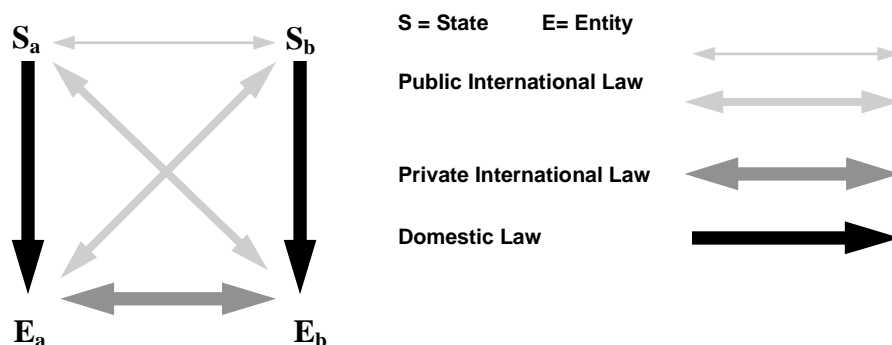 S = State E= Entity
Sa Sb
Public International Law
Private International Law
Domestic Law
Ea Eb